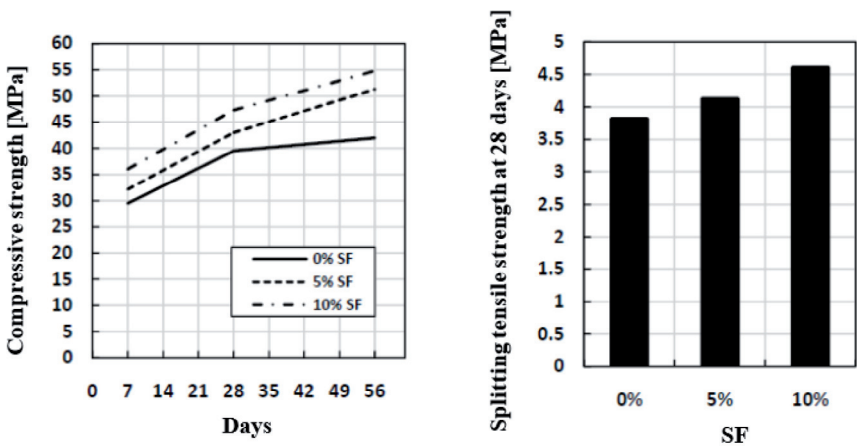 Compressive strength [MPa]
60
55
50
45
40
35
30
25
20
15
10
5
0
0% SF
5% SF
10% SF
0 7 14 21 28 35 42 49 56
Days
Splitting tensile strength at 28 days [MPa]
5
4.5
4
3.5
3
2.5
2
1.5
1
0.5
0
0% 5% 10%
SF